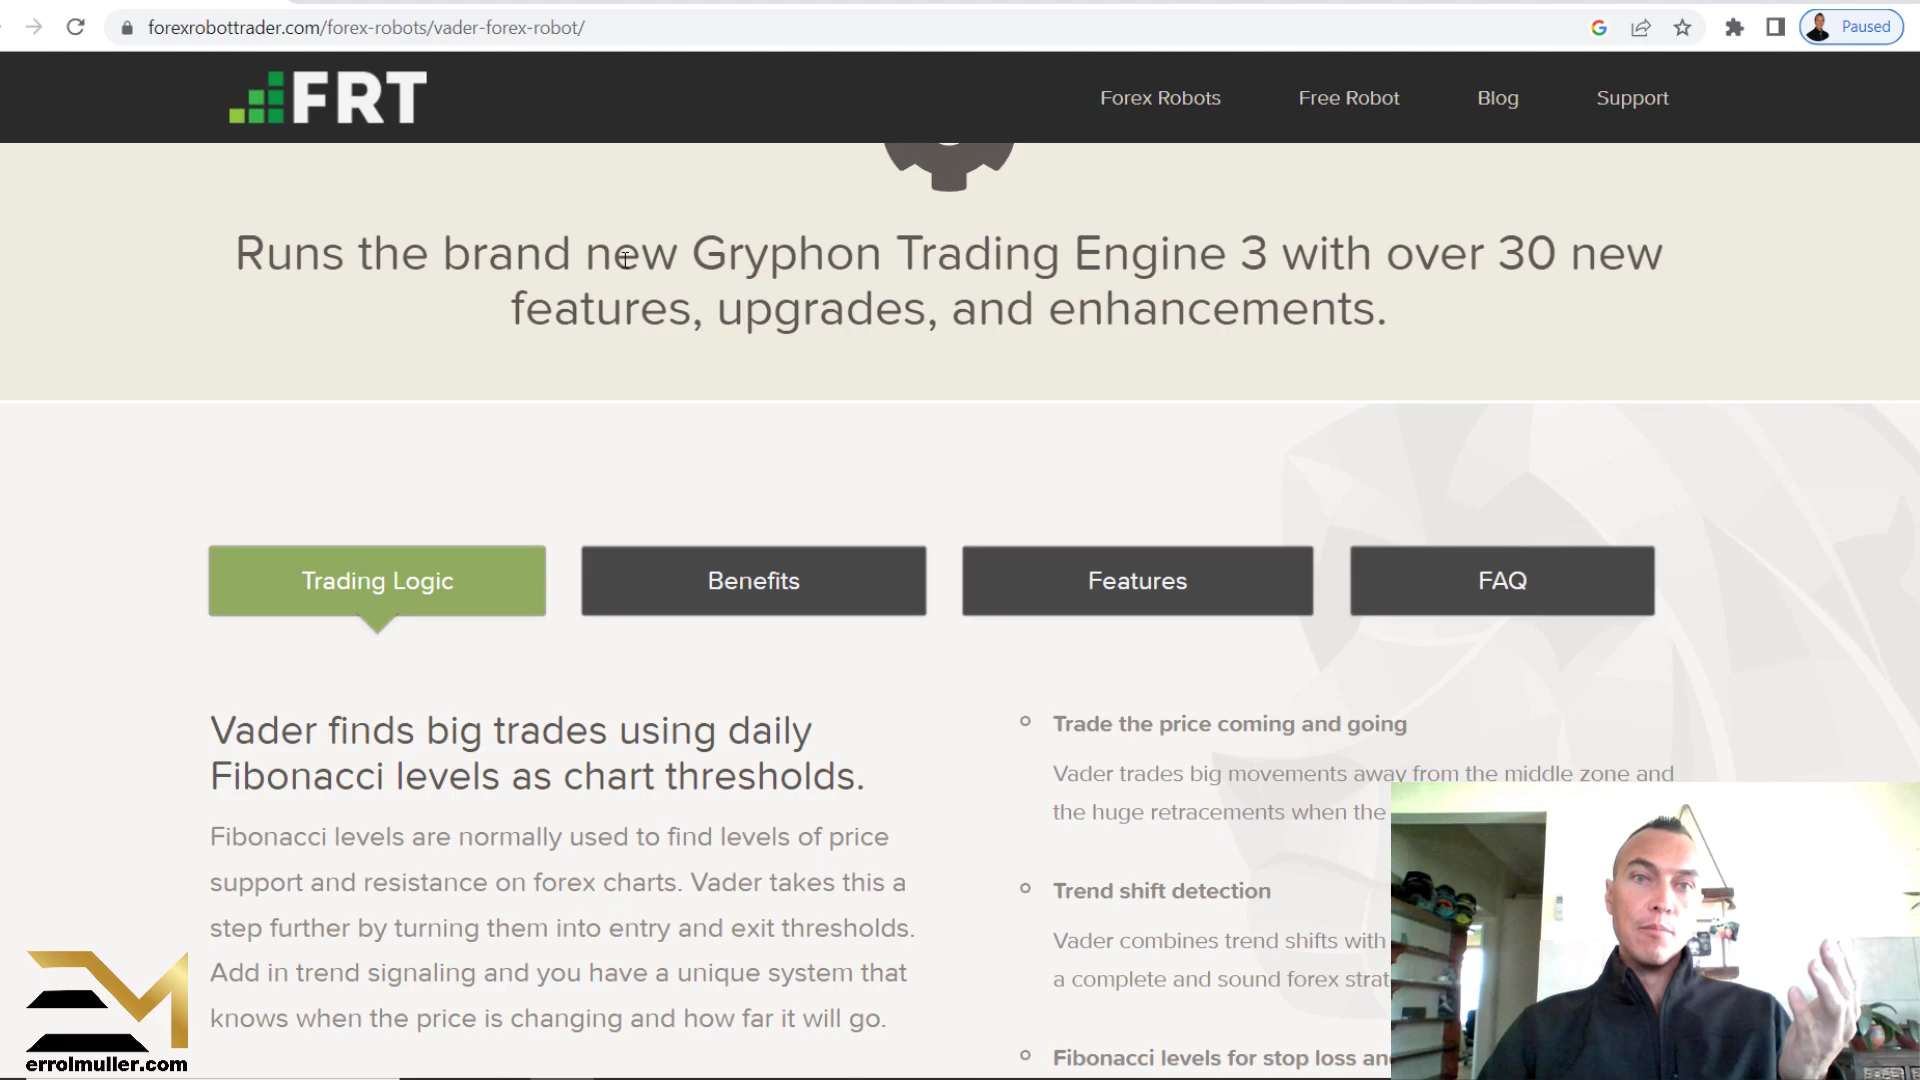 forexrobottrader.com/forex-robots/vader-forex-robot/
Paused
FRT
Forex Robots
Free Robot
Blog
Support
Runs the brand new Gryphon Trading Engine 3 with over 30 new
features, upgrades, and enhancements.
Trading Logic
Benefits
Features
FAQ
Vader finds big trades using daily
Fibonacci levels as chart thresholds.
Fibonacci levels are normally used to find levels of price
support and resistance on forex charts. Vader takes this a
step further by turning them into entry and exit thresholds.
Add in trend signaling and you have a unique system that
knows when the price is changing and how far it will go.
Trade the price coming and going
Vader trades big movements away from the middle zone and
the huge retracements when the
Trend shift detection
Vader combines trend shifts with
a complete and sound forex strat
Fibonacci levels for stop loss an
EM
errolmuller.com